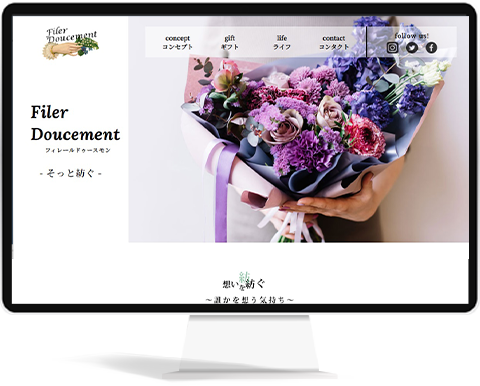 Filer
Doucement
concept
コンセプト
gift
ギフト
life
ライフ
contact
コンタクト
follow us!
Filer
Doucement
フィレールドゥースモン
- そっと紡ぐ -
想いを紡ぐ
～誰かを想う気持ち～